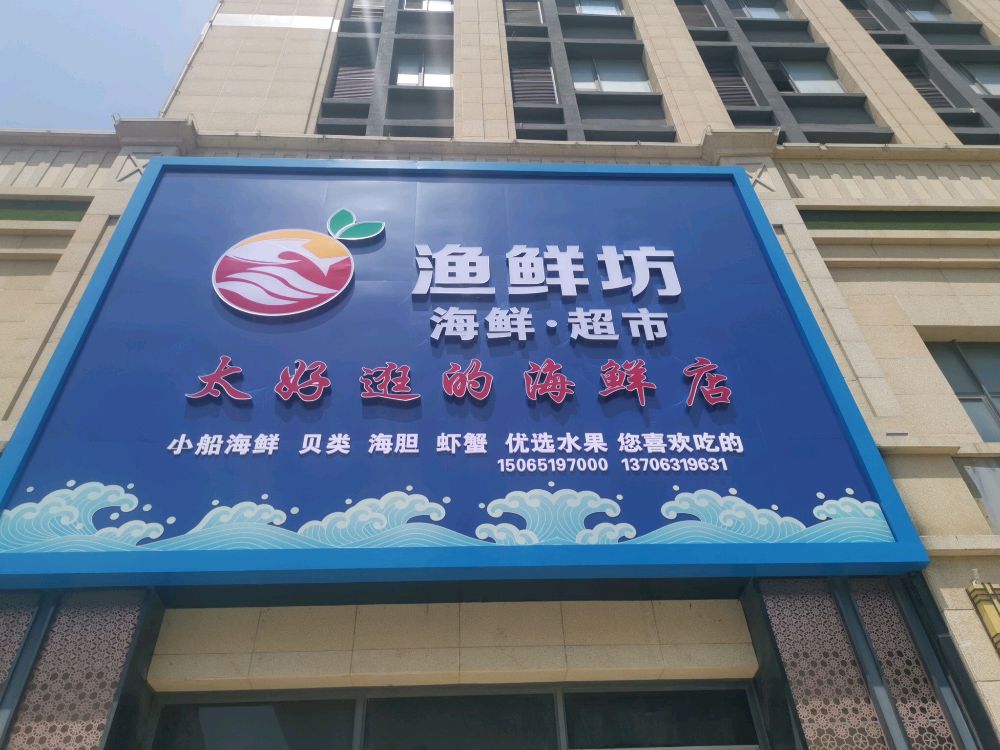 渔鲜坊
海鲜·超市
太好逛的海鲜店
小船海鲜 贝类 海胆 虾蟹 优选水果 您喜欢吃的
15065197000 13706319631